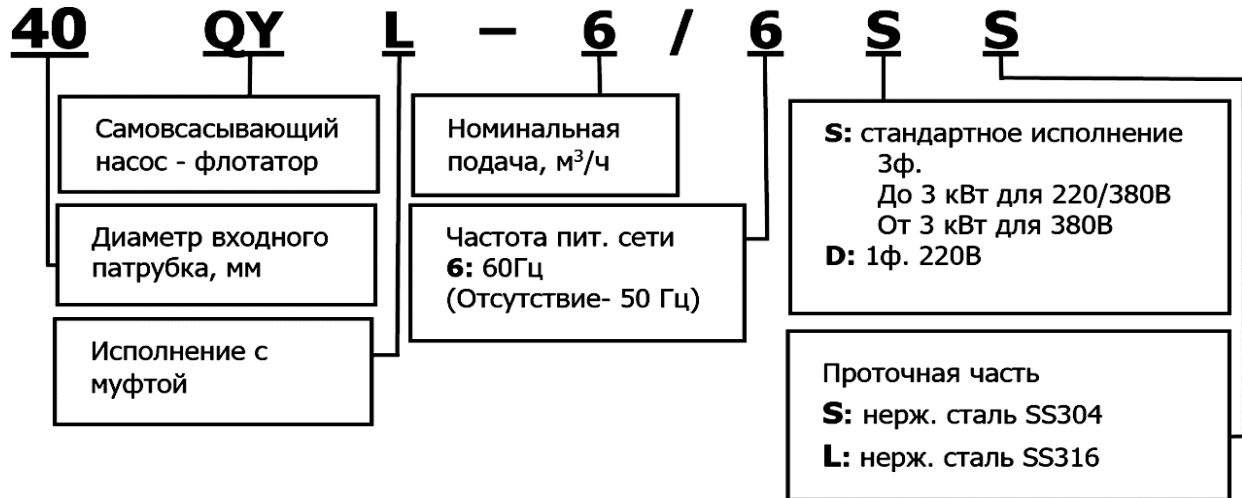 40 QY L – 6 / 6 S S
Самовсасывающий
насос - флотатор
Диаметр входного
патрубка, мм
Исполнение с
муфтой
Номинальная
подача, м³/ч
Частота пит. сети
6: 60Гц
(Отсутствие- 50 Гц)
S: стандартное исполнение
3ф.
До 3 кВт для 220/380В
От 3 кВт для 380В
D: 1ф. 220В
Проточная часть
S: нерж. сталь SS304
L: нерж. сталь SS316